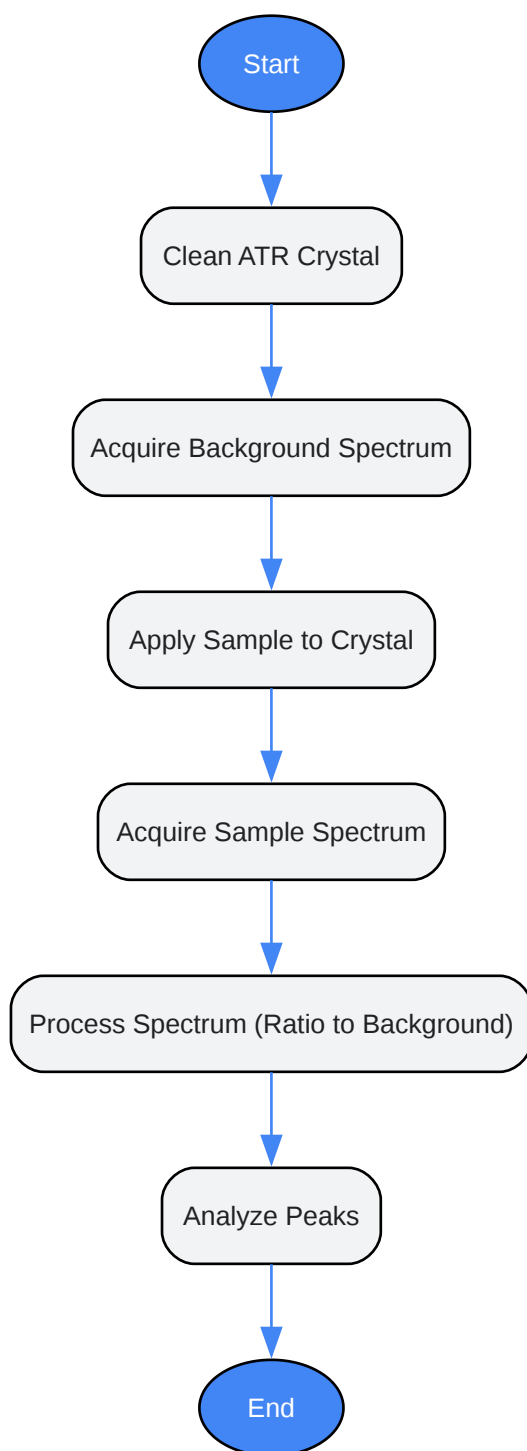 Start
Clean ATR Crystal
Acquire Background Spectrum
Apply Sample to Crystal
Acquire Sample Spectrum
Process Spectrum (Ratio to Background)
Analyze Peaks
End